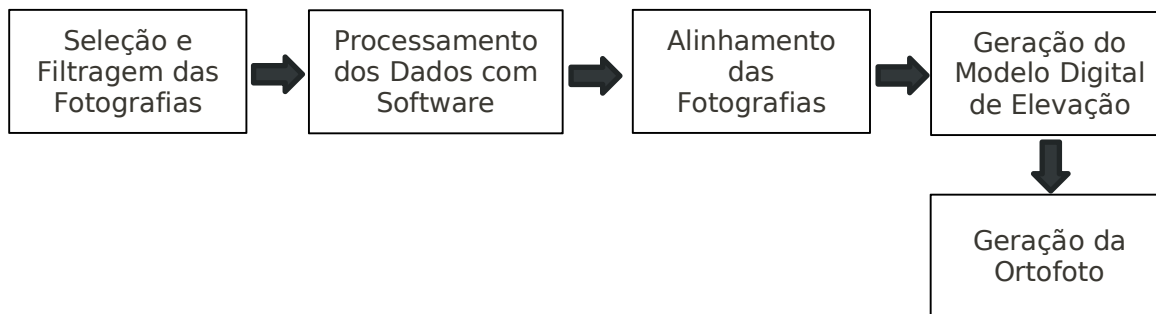 Seleção e
Filtragem das
Fotografias
Processamento
dos Dados com
Software
Alinhamento
das
Fotografias
Geração do
Modelo Digital
de Elevação
Geração da
Ortofoto